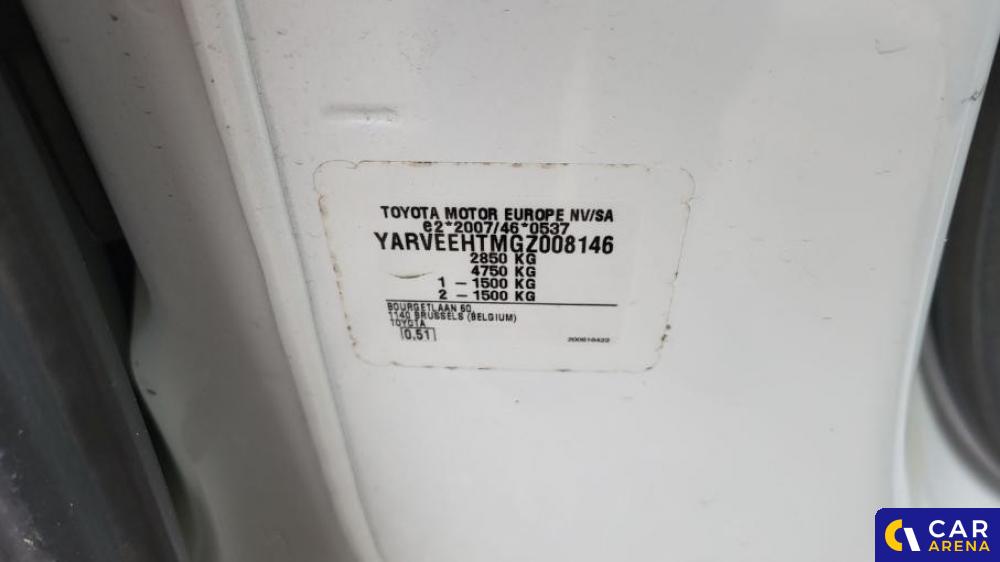 TOYOTA MOTOR EUROPE NV/SA
e2*2007/46*0537
YARVEEHTMGZ008146
2850 KG
4750 KG
1 - 1500 KG
2 - 1500 KG
BOURGETLAAN 60,
1140 BRUSSELS (BELGIUM)
TOYOTA
0.51
200616422
CAR
ARENA